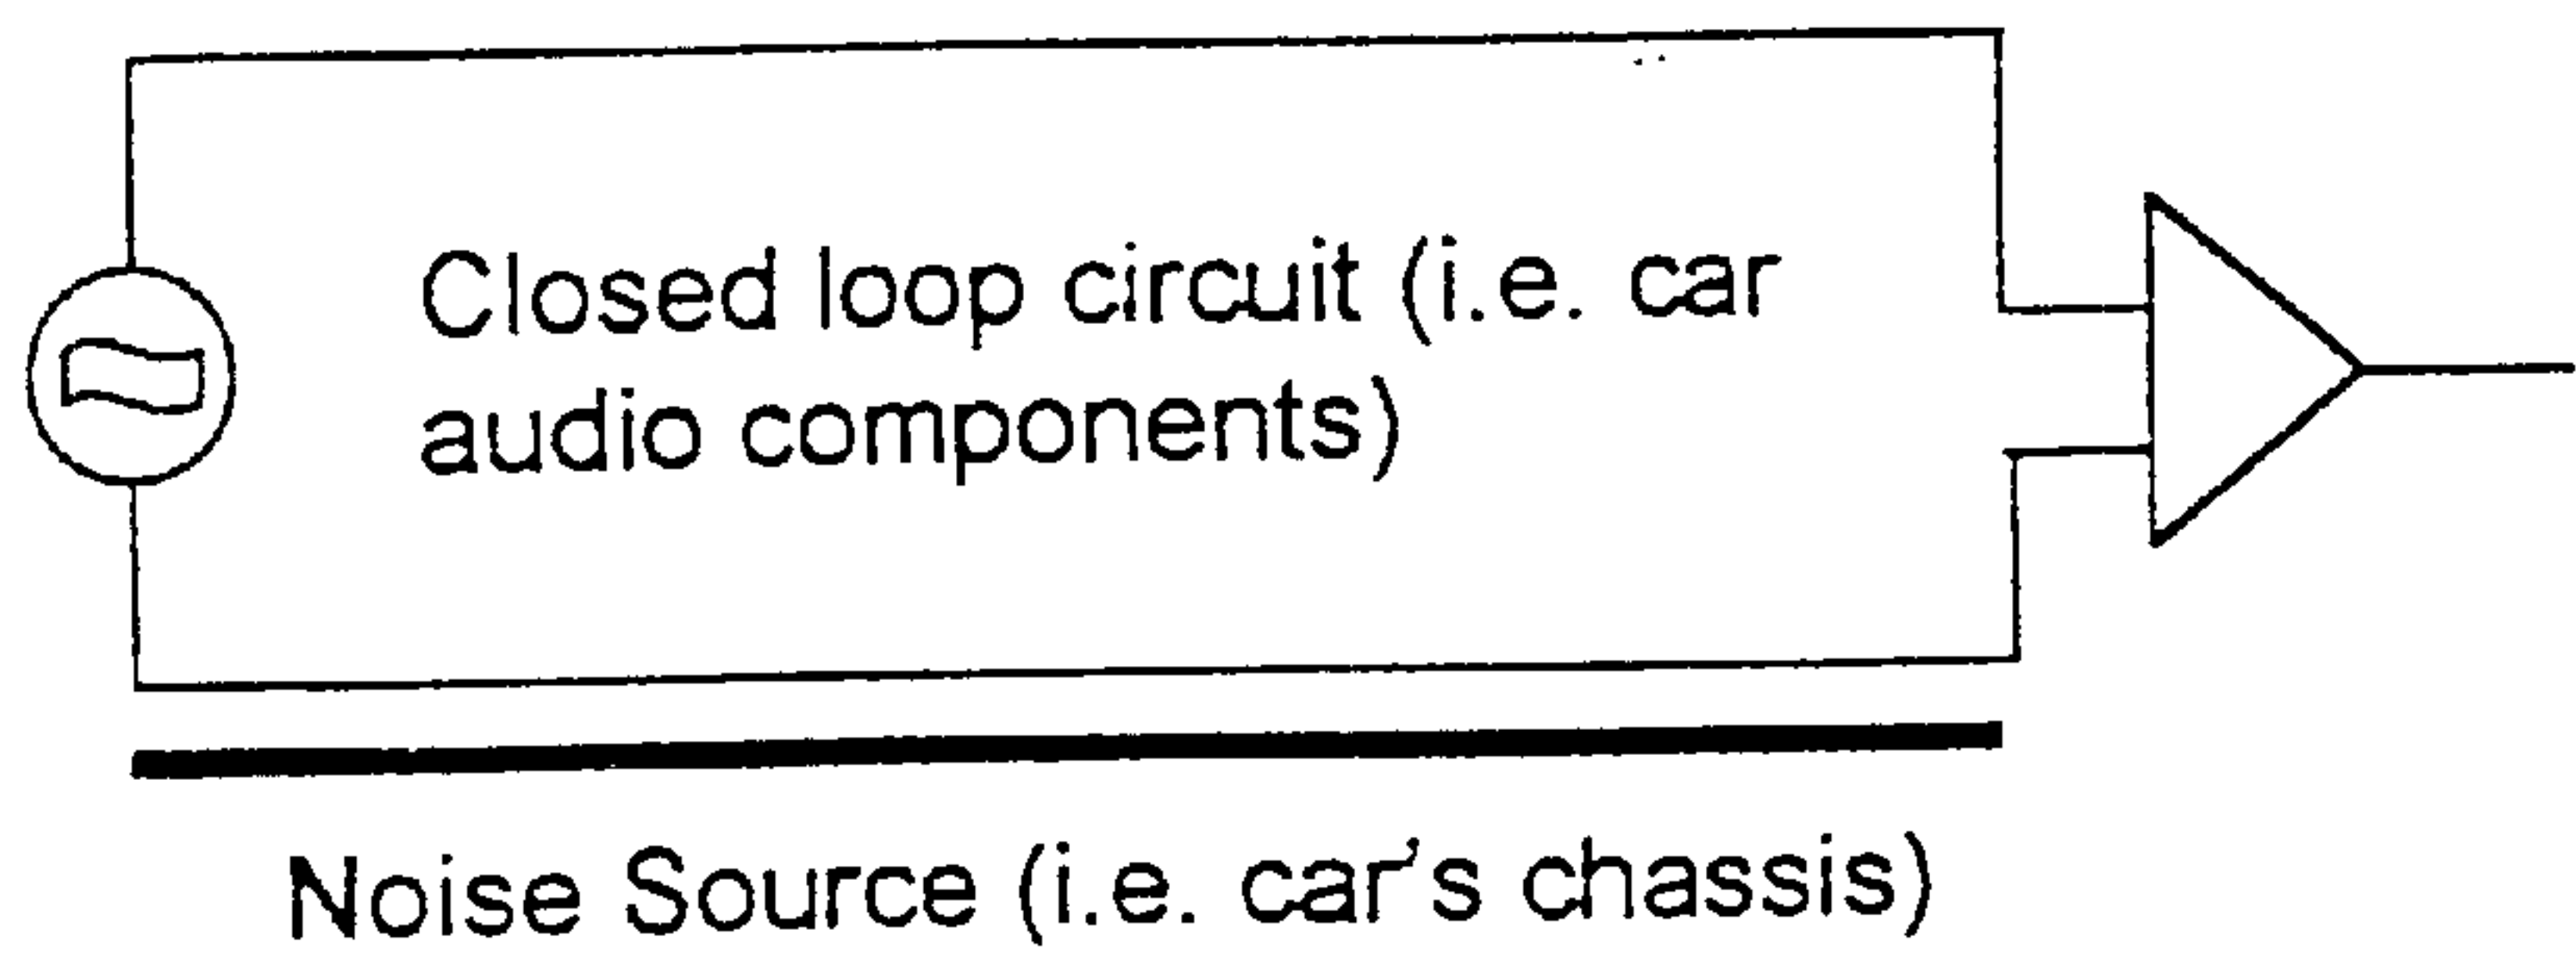 Closed loop circuit (i.e. car
audio components)
Noise Source (i.e. car's chassis)